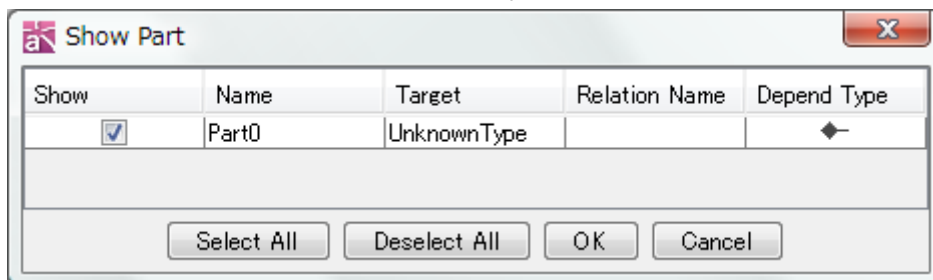 Show Part
Show Name Target Relation Name Depend Type
Part0 UnknownType
Select All Deselect All OK Cancel